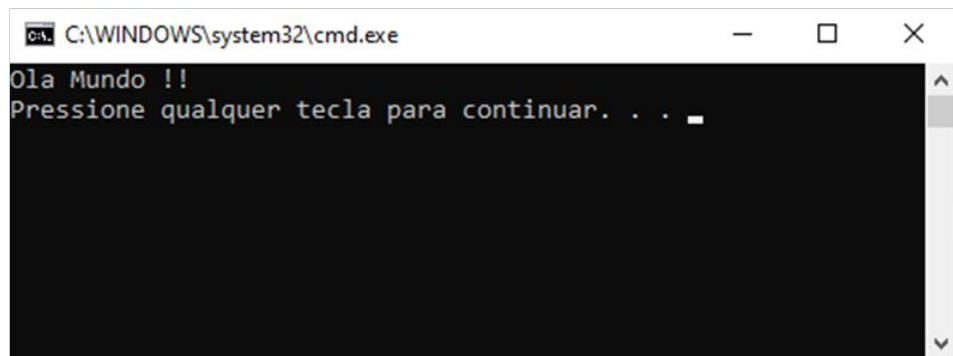 C:\WINDOWS\system32\cmd.exe
Ola Mundo !!
Pressione qualquer tecla para continuar. . .